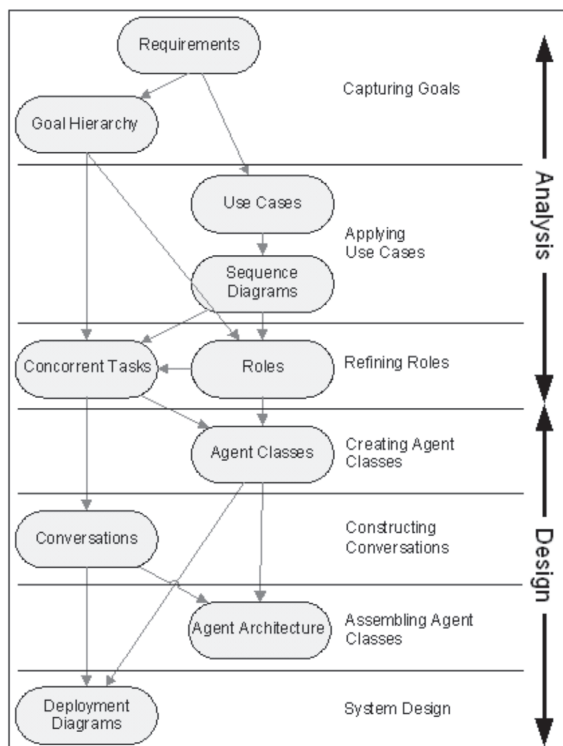 Requirements
Capturing Goals
Goal Hierarchy
Use Cases
Applying
Use Cases
Sequence
Diagrams
Analysis
Concorrent Tasks
Roles
Refining Roles
Agent Classes
Creating Agent
Classes
Conversations
Constructing
Conversations
Design
Agent Architecture
Assembling Agent
Classes
Deployment
Diagrams
System Design